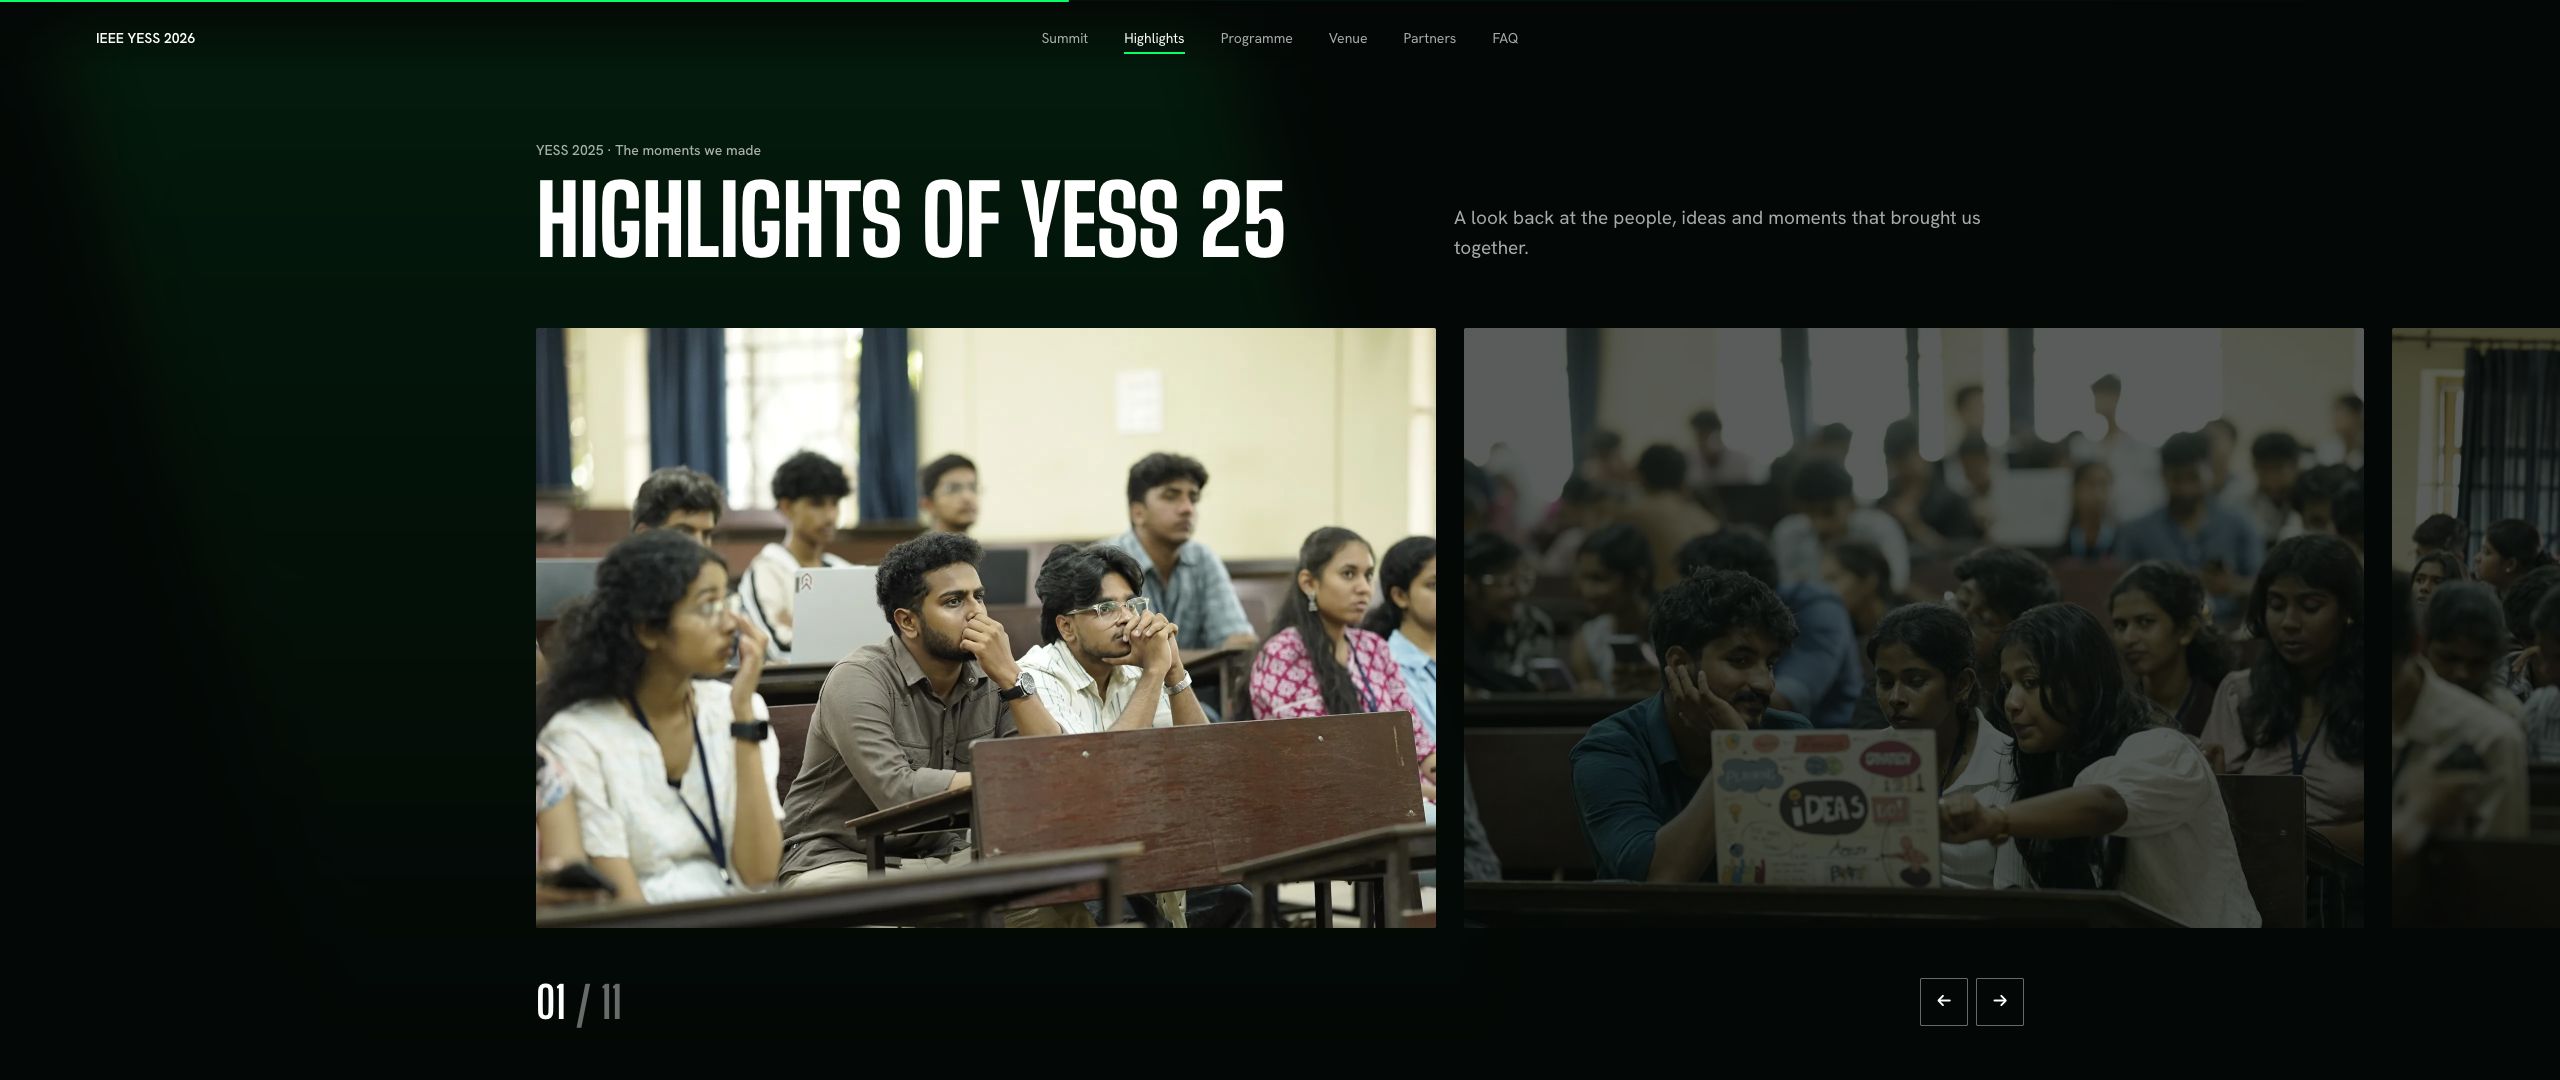 IEEE YESS 2026
Summit
Highlights
Programme
Venue
Partners
FAQ
YESS 2025 · The moments we made
HIGHLIGHTS OF YESS 25
A look back at the people, ideas and moments that brought us
together.
iDEAS
01 / 11